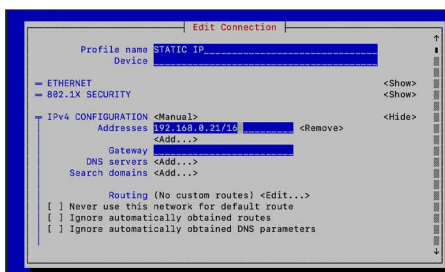 Edit Connection
Profile name STATIC IP
Device
ETHERNET <Show>
802.1X SECURITY <Show>
IPv4 CONFIGURATION <Manual> <Hide>
Addresses 192.168.0.21/16 <Remove>
<Add...>
Gateway
DNS servers <Add...>
Search domains <Add...>
Routing (No custom routes) <Edit...>
[ ] Never use this network for default route
[ ] Ignore automatically obtained routes
[ ] Ignore automatically obtained DNS parameters